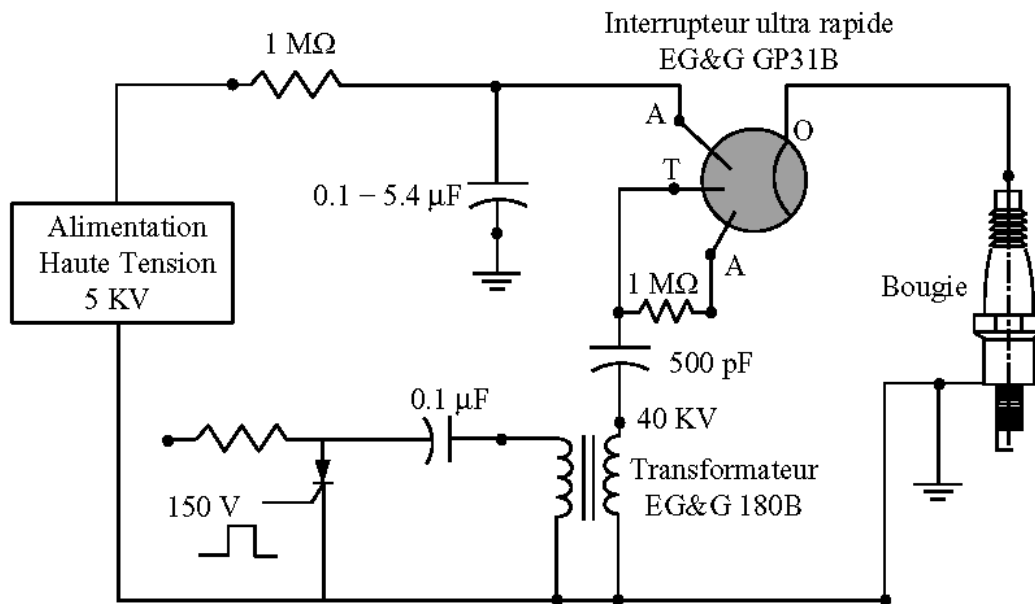 Interrupteur ultra rapide
EG&G GP31B
1 MΩ
A
O
T
0.1 – 5.4 µF
Alimentation
Haute Tension
5 KV
A
1 MΩ
Bougie
500 pF
0.1 µF
40 KV
Transformateur
EG&G 180B
150 V